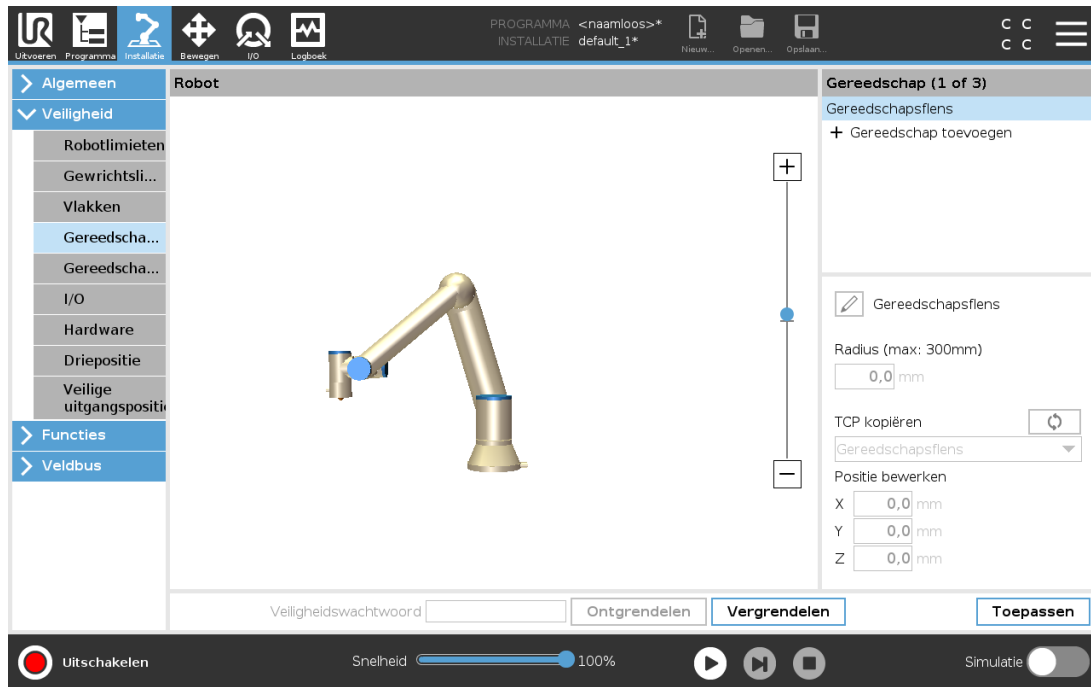 PROGRAMMA <naamloos>*
INSTALLATIE default_1*
Uitvoeren Programma Installatie Bewegen I/O Logboek
Nieuw... Openen... Opslaan...
C C
C C
Algemeen
Veiligheid
Robotlimieten
Gewrichtsli...
Vlakken
Gereedscha...
Gereedscha...
I/O
Hardware
Driepositie
Veilige
uitgangspositi
Functies
Veldbus
Robot
Gereedschap (1 of 3)
Gereedschapsflens
+ Gereedschap toevoegen
Gereedschapsflens
Radius (max: 300mm)
0,0 mm
TCP kopiëren
Gereedschapsflens
Positie bewerken
X 0,0 mm
Y 0,0 mm
Z 0,0 mm
Veiligheidswachtwoord Ontgrendelen Vergrendelen Toepassen
Uitschakelen Snelheid 100% Simulatie